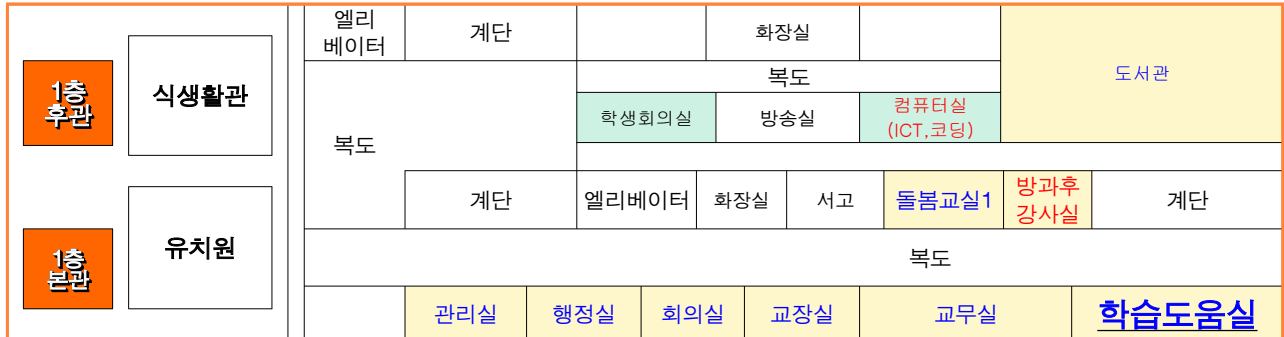 엘리
베이터
계단
화장실
도서관
1층
후관
식생활관
복도
학생회의실
방송실
컴퓨터실
(ICT,코딩)
복도
계단
엘리베이터
화장실
서고
돌봄교실1
방과후
강사실
계단
1층
본관
유치원
복도
관리실
행정실
회의실
교장실
교무실
학습도움실